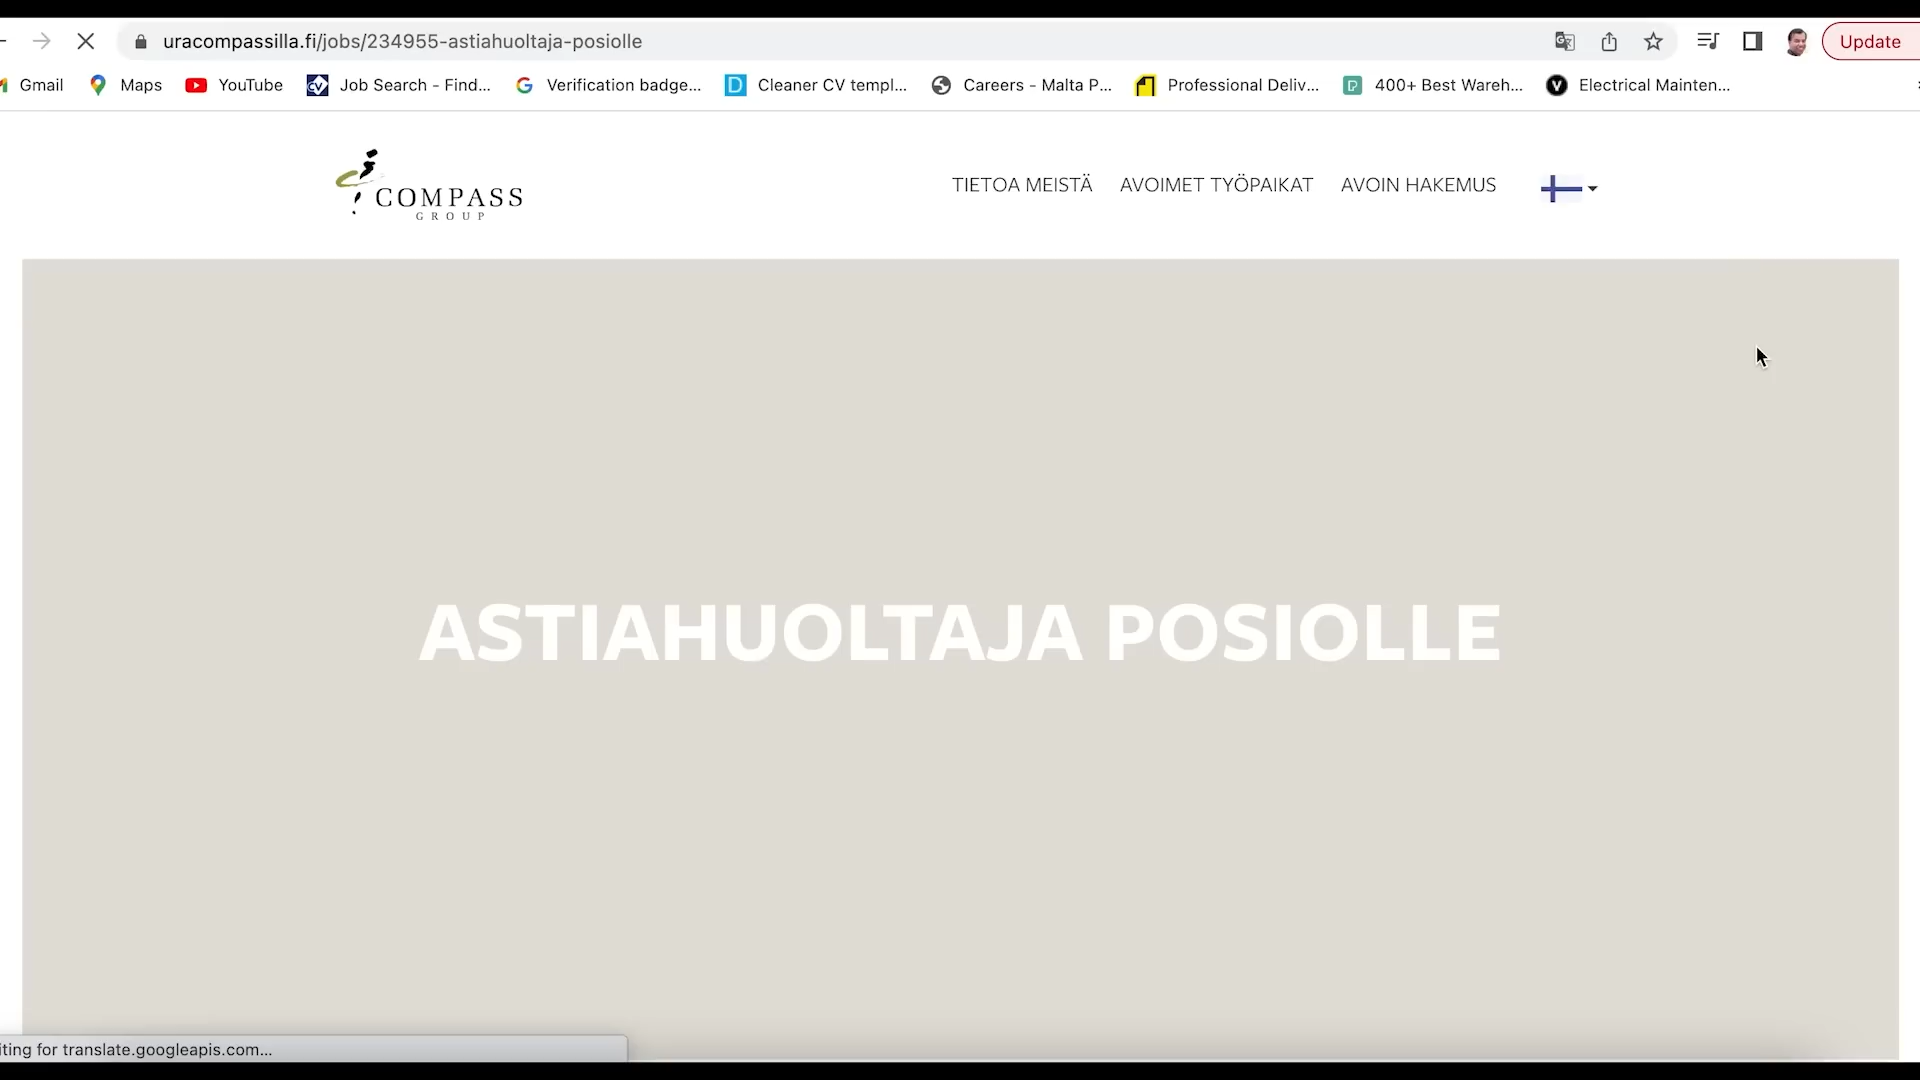 uracompassilla.fi/jobs/234955-astiahuoltaja-posiolle
Update
Gmail
Maps
YouTube
Job Search - Find...
Verification badge...
Cleaner CV templ...
Careers - Malta P...
Professional Deliv...
400+ Best Wareh...
Electrical Mainten...
COMPASS
GROUP
TIETOA MEISTÄ
AVOIMET TYÖPAIKAT
AVOIN HAKEMUS
ASTIAHUOLTAJA POSIOLLE
iting for translate.googleapis.com...